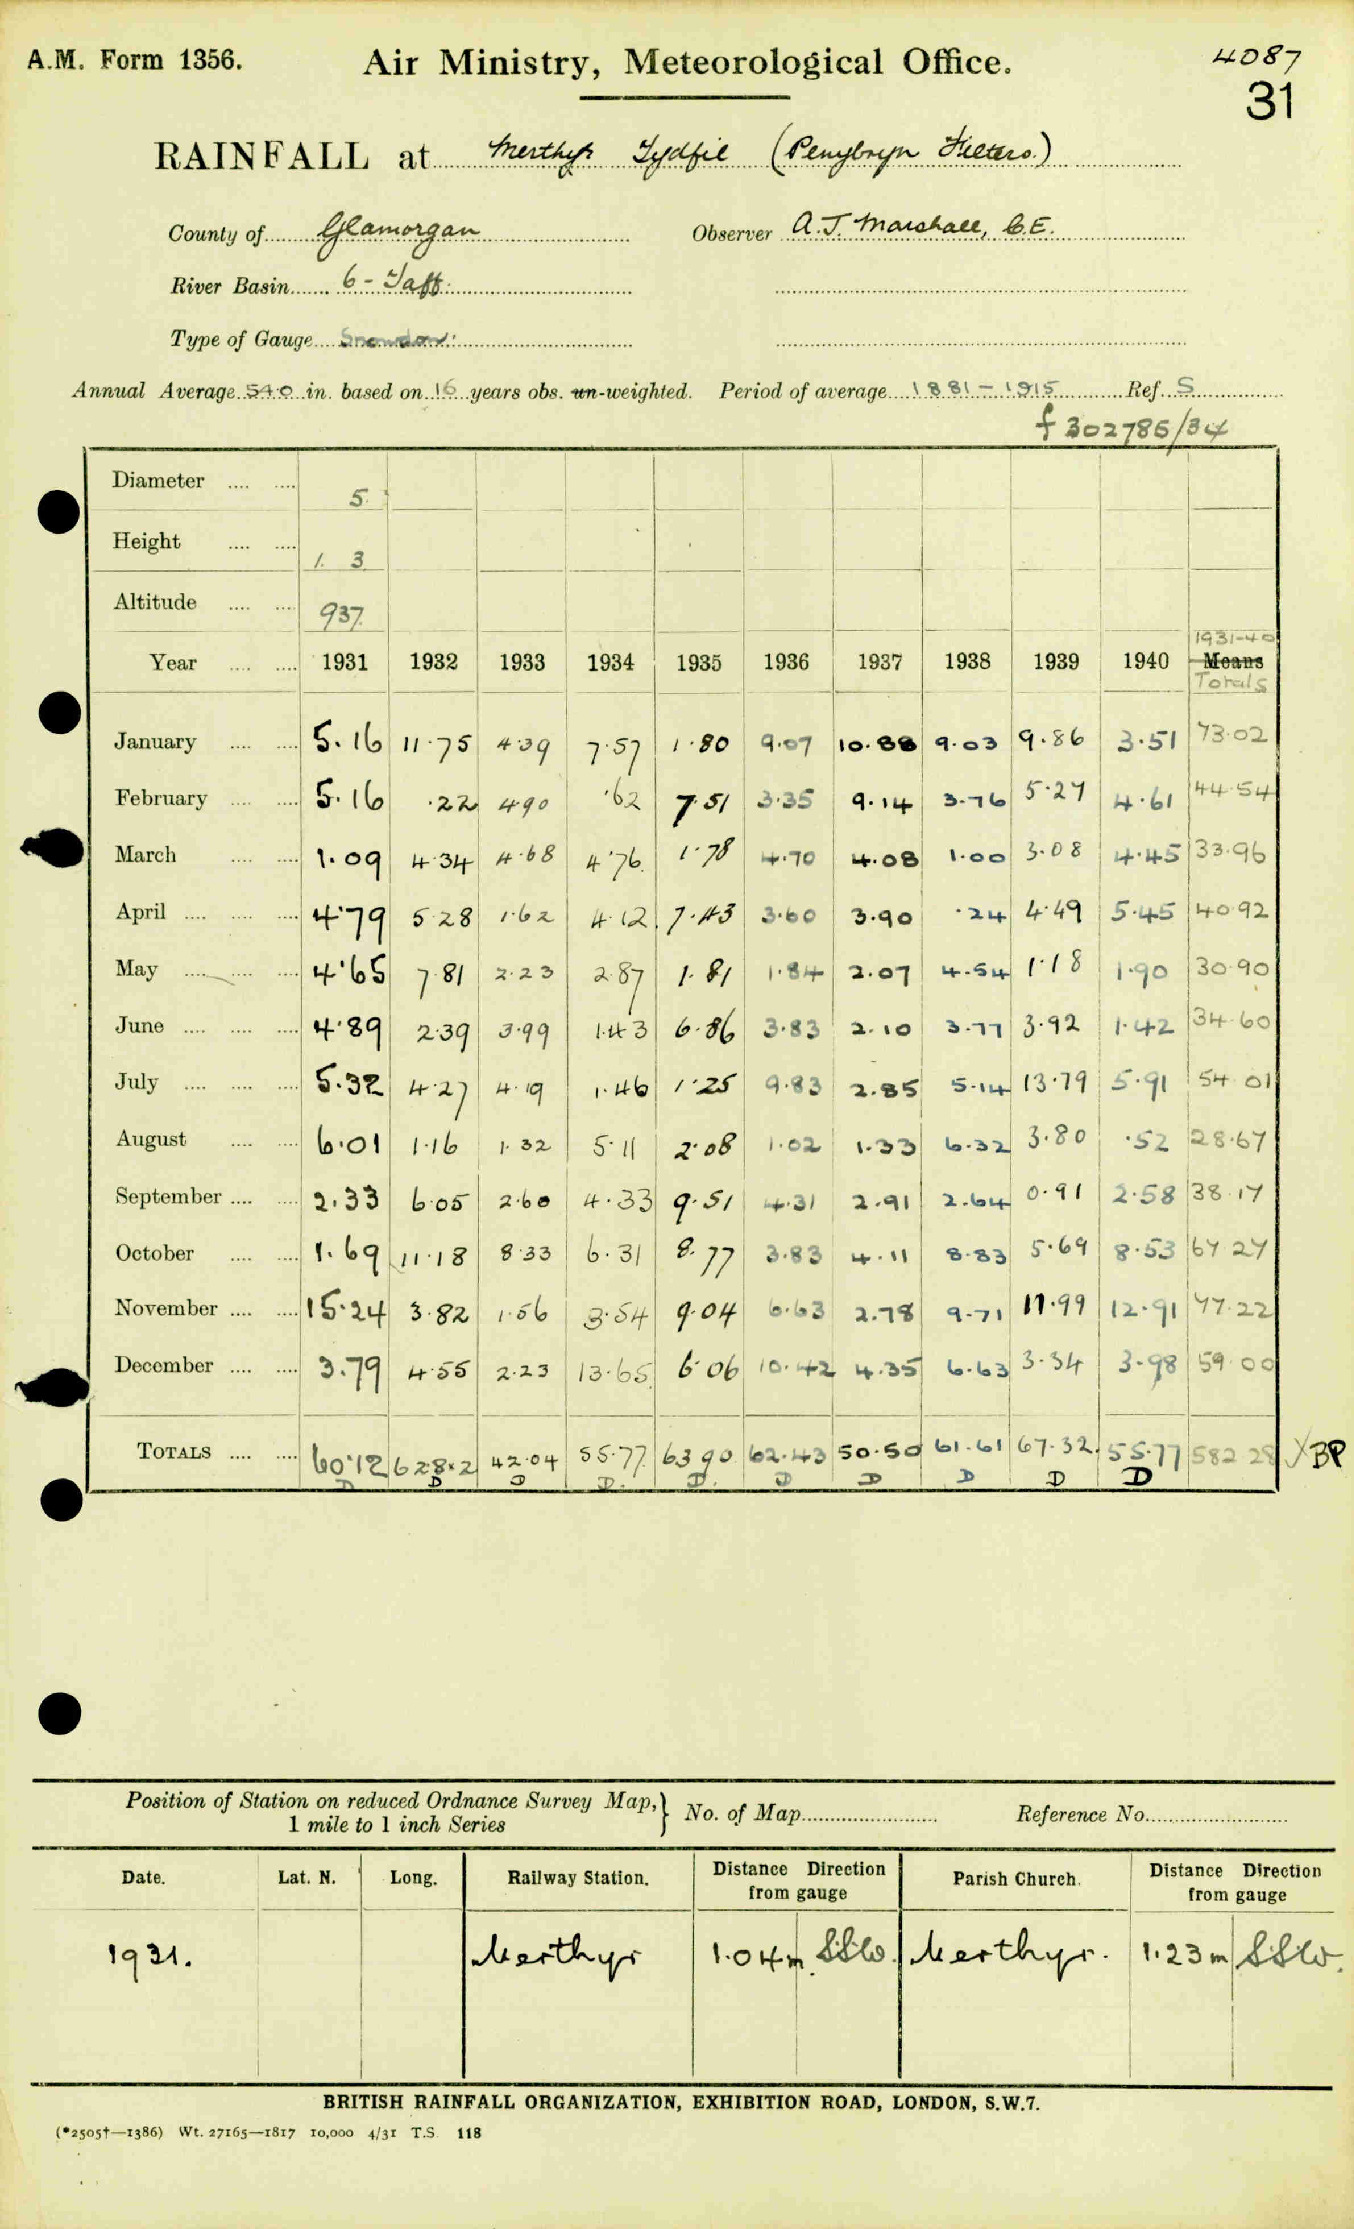 A.M. Form 1356. Air Ministry, Meteorological Office. 4087
31
RAINFALL at Merthyr Tydfil (Penybryn Filters.)
County of Glamorgan Observer A.J. Marshall, C.E.
River Basin 6 - Taff.
Type of Gauge Snowdon.
Annual Average 54.0 in. based on 16 years obs. un-weighted. Period of average 1881-1915 Ref. S
f 302785/34
Diameter 5
Height 1. 3
Altitude 937
1931-40
Year 1931 1932 1933 1934 1935 1936 1937 1938 1939 1940 Means
Totals
January 5.16 11.75 4.39 7.57 1.80 9.07 10.88 9.03 9.86 3.51 73.02
February 5.16 .22 4.90 .62 7.51 3.35 9.14 3.76 5.27 4.61 44.54
March 1.09 4.34 4.68 4.76 1.78 4.70 4.08 1.00 3.08 4.45 33.96
April 4.79 5.28 1.62 4.12 7.43 3.60 3.90 .24 4.49 5.45 40.92
May 4.65 7.81 2.23 2.87 1.81 1.84 2.07 4.54 1.18 1.90 30.90
June 4.89 2.39 3.99 1.43 6.86 3.83 2.10 3.77 3.92 1.42 34.60
July 5.32 4.27 4.19 1.46 1.25 9.83 2.85 5.14 13.79 5.91 54.01
August 6.01 1.16 1.32 5.11 2.08 1.02 1.33 6.32 3.80 .52 28.67
September 2.33 6.05 2.60 4.33 9.51 4.31 2.91 2.64 0.91 2.58 38.17
October 1.69 11.18 8.33 6.31 8.77 3.83 4.11 8.83 5.69 8.53 67.27
November 15.24 3.82 1.56 3.54 9.04 6.63 2.78 9.71 11.99 12.91 77.22
December 3.79 4.55 2.23 13.65 6.06 10.42 4.35 6.63 3.34 3.98 59.00
TOTALS 60.12 62.82 42.04 55.77 63.90 62.43 50.50 61.61 67.32 55.77 582.28 X BP
D D D D. D. D D D D D
Position of Station on reduced Ordnance Survey Map, 1 mile to 1 inch Series } No. of Map Reference No.
Date. Lat. N. Long. Railway Station. Distance Direction from gauge Parish Church. Distance Direction from gauge
1931. Merthyr 1.04m SSW. Merthyr. 1.23m SSW.
BRITISH RAINFALL ORGANIZATION, EXHIBITION ROAD, LONDON, S.W.7.
(*2505†—1386) Wt. 27165—1817 10,000 4/31 T.S. 118